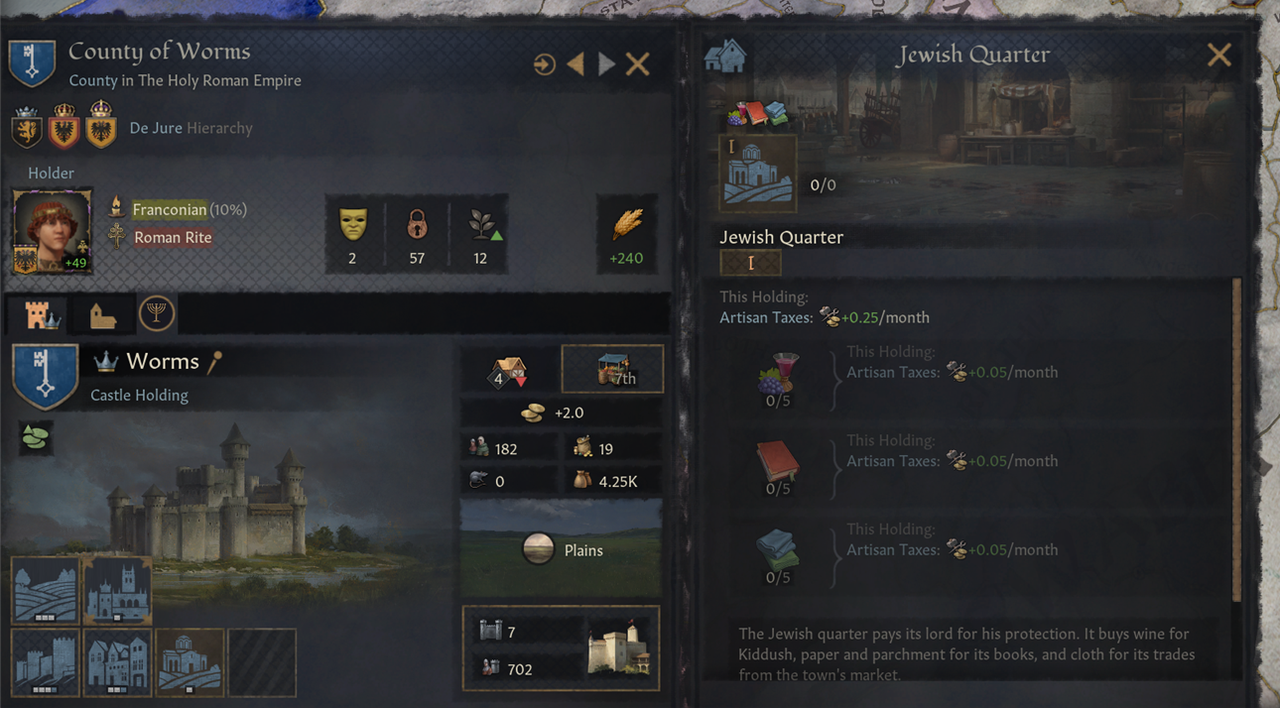 County of Worms
County in The Holy Roman Empire
De Jure Hierarchy
Holder
+49
Franconian (10%)
Roman Rite
2
57
12
+240
Worms
Castle Holding
4
7th
+2.0
182
19
0
4.25K
Plains
7
702
Jewish Quarter
I
0/0
Jewish Quarter
I
This Holding:
Artisan Taxes: +0.25/month
This Holding:
Artisan Taxes: +0.05/month
0/5
This Holding:
Artisan Taxes: +0.05/month
0/5
This Holding:
Artisan Taxes: +0.05/month
0/5
The Jewish quarter pays its lord for his protection. It buys wine for
Kiddush, paper and parchment for its books, and cloth for its trades
from the town's market.